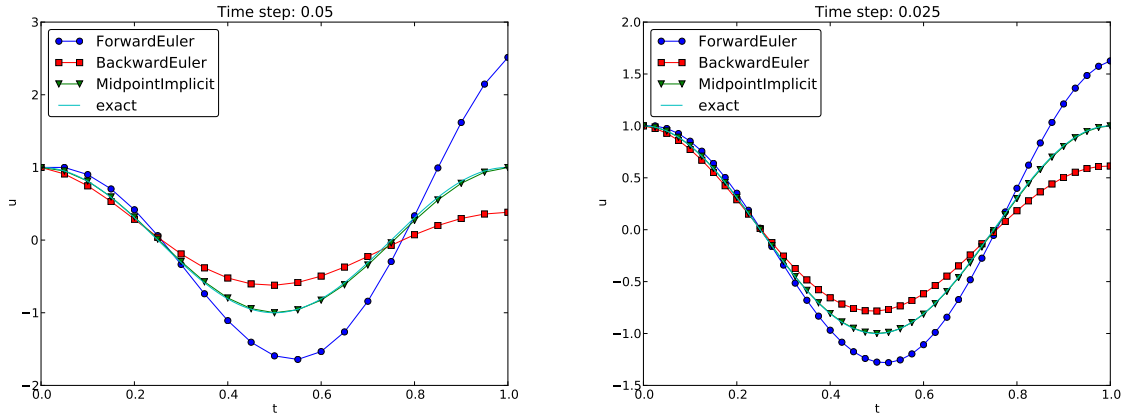 Time step: 0.05
3
2
1
0
−1
−2
u
ForwardEuler
BackwardEuler
MidpointImplicit
exact
0.0
0.2
0.4
0.6
0.8
1.0
t
Time step: 0.025
2.0
1.5
1.0
0.5
0.0
−0.5
−1.0
−1.5
u
ForwardEuler
BackwardEuler
MidpointImplicit
exact
0.0
0.2
0.4
0.6
0.8
1.0
t